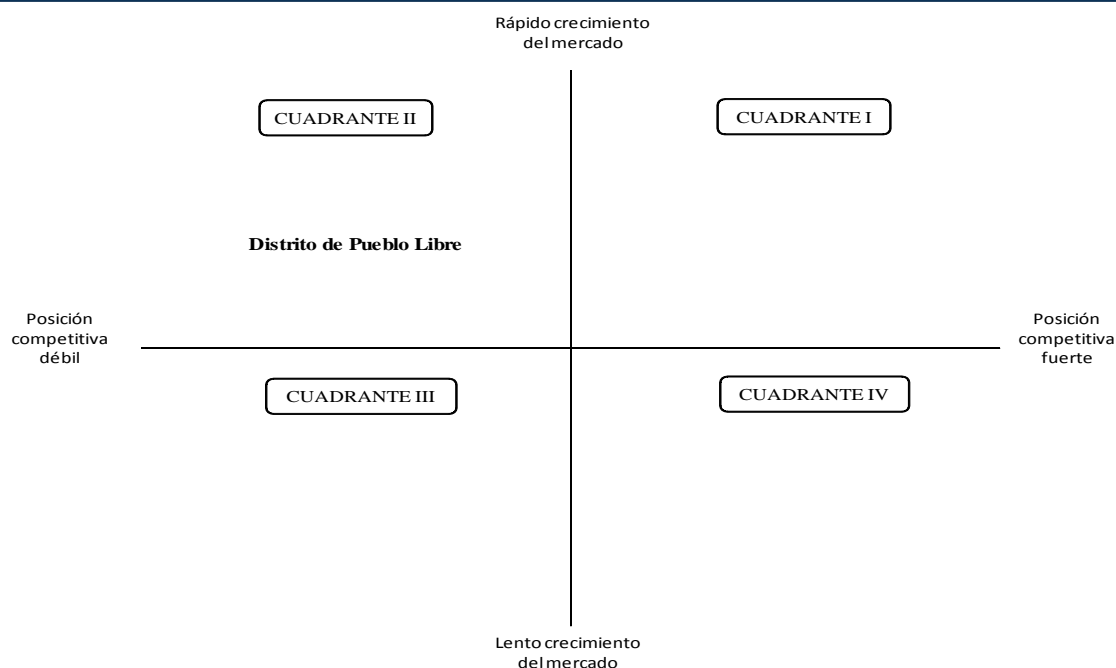 Rápido crecimiento
del mercado
CUADRANTE II
CUADRANTE I
Distrito de Pueblo Libre
Posición
competitiva
débil
Posición
competitiva
fuerte
CUADRANTE III
CUADRANTE IV
Lento crecimiento
del mercado